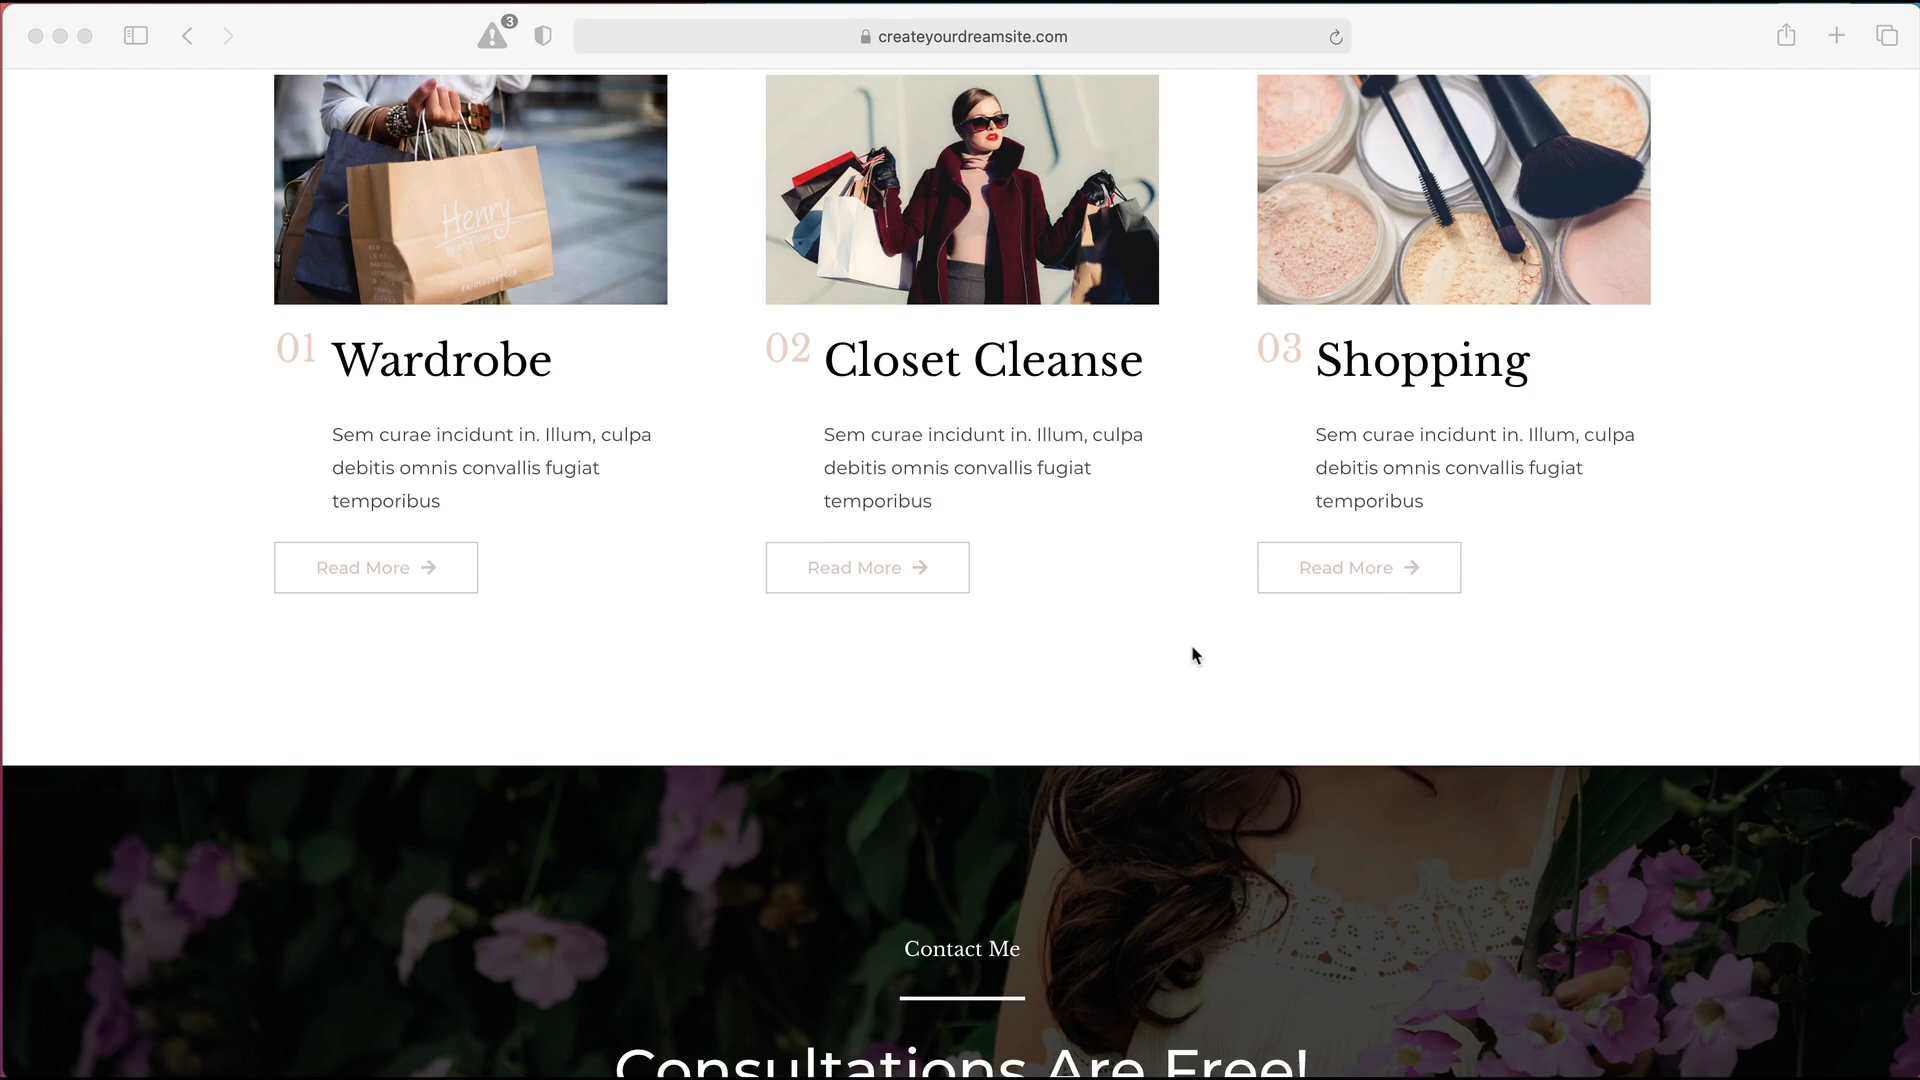 3
createyourdreamsite.com
Henry
01 Wardrobe
Sem curae incidunt in. Illum, culpa
debitis omnis convallis fugiat
temporibus
Read More →
02 Closet Cleanse
Sem curae incidunt in. Illum, culpa
debitis omnis convallis fugiat
temporibus
Read More →
03 Shopping
Sem curae incidunt in. Illum, culpa
debitis omnis convallis fugiat
temporibus
Read More →
Contact Me
Consultations Are Free!